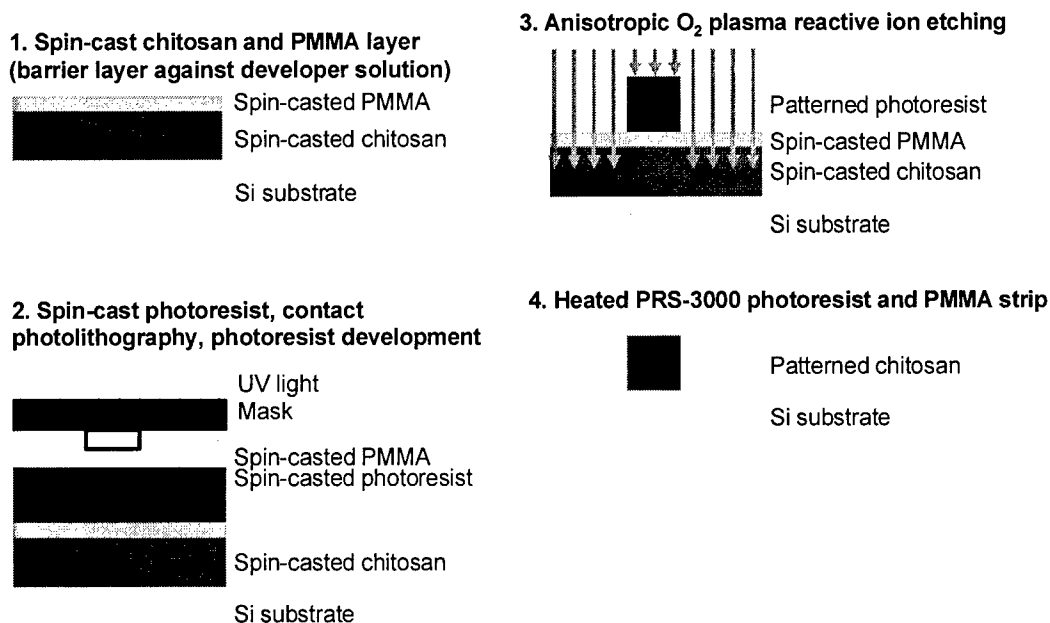 1. Spin-cast chitosan and PMMA layer
(barrier layer against developer solution)
Spin-casted PMMA
Spin-casted chitosan
Si substrate
2. Spin-cast photoresist, contact
photolithography, photoresist development
UV light
Mask
Spin-casted PMMA
Spin-casted photoresist
Spin-casted chitosan
Si substrate
3. Anisotropic O₂ plasma reactive ion etching
Patterned photoresist
Spin-casted PMMA
Spin-casted chitosan
Si substrate
4. Heated PRS-3000 photoresist and PMMA strip
Patterned chitosan
Si substrate